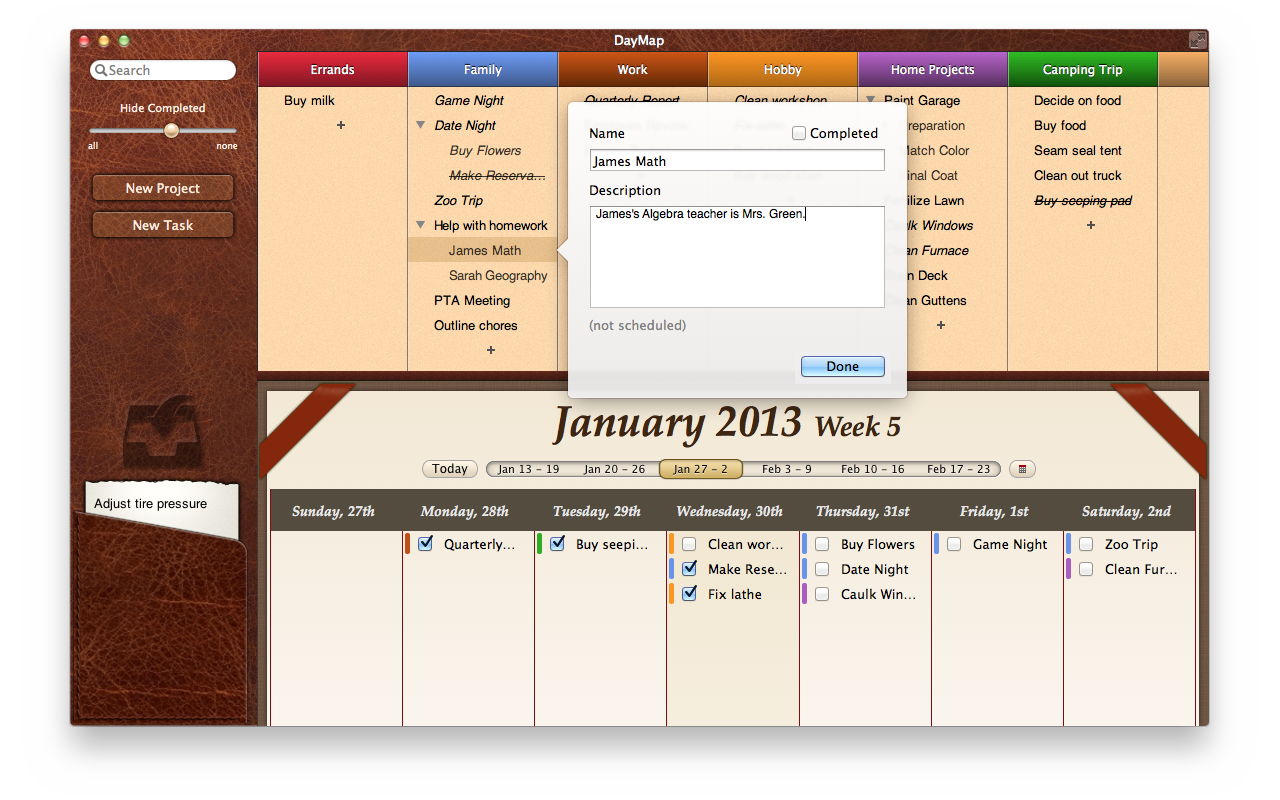 DayMap
Search
Hide Completed
all none
New Project
New Task
Adjust tire pressure
Errands
Buy milk
+
Family
Game Night
Date Night
Buy Flowers
Make Reserva...
Zoo Trip
Help with homework
James Math
Sarah Geography
PTA Meeting
Outline chores
+
Work
Quarterly Report
Hobby
Clean workshop
Home Projects
Paint Garage
reparation
Match Color
inal Coat
ilize Lawn
lk Windows
an Furnace
n Deck
an Guttens
+
Camping Trip
Decide on food
Buy food
Seam seal tent
Clean out truck
Buy seeping pad
+
Name
Completed
James Math
Description
James's Algebra teacher is Mrs. Green.
(not scheduled)
Done
January 2013 Week 5
Today Jan 13 – 19 Jan 20 – 26 Jan 27 – 2 Feb 3 – 9 Feb 10 – 16 Feb 17 – 23
Sunday, 27th
Monday, 28th
Quarterly...
Tuesday, 29th
Buy seepi...
Wednesday, 30th
Clean wor...
Make Rese...
Fix lathe
Thursday, 31st
Buy Flowers
Date Night
Caulk Win...
Friday, 1st
Game Night
Saturday, 2nd
Zoo Trip
Clean Fur...